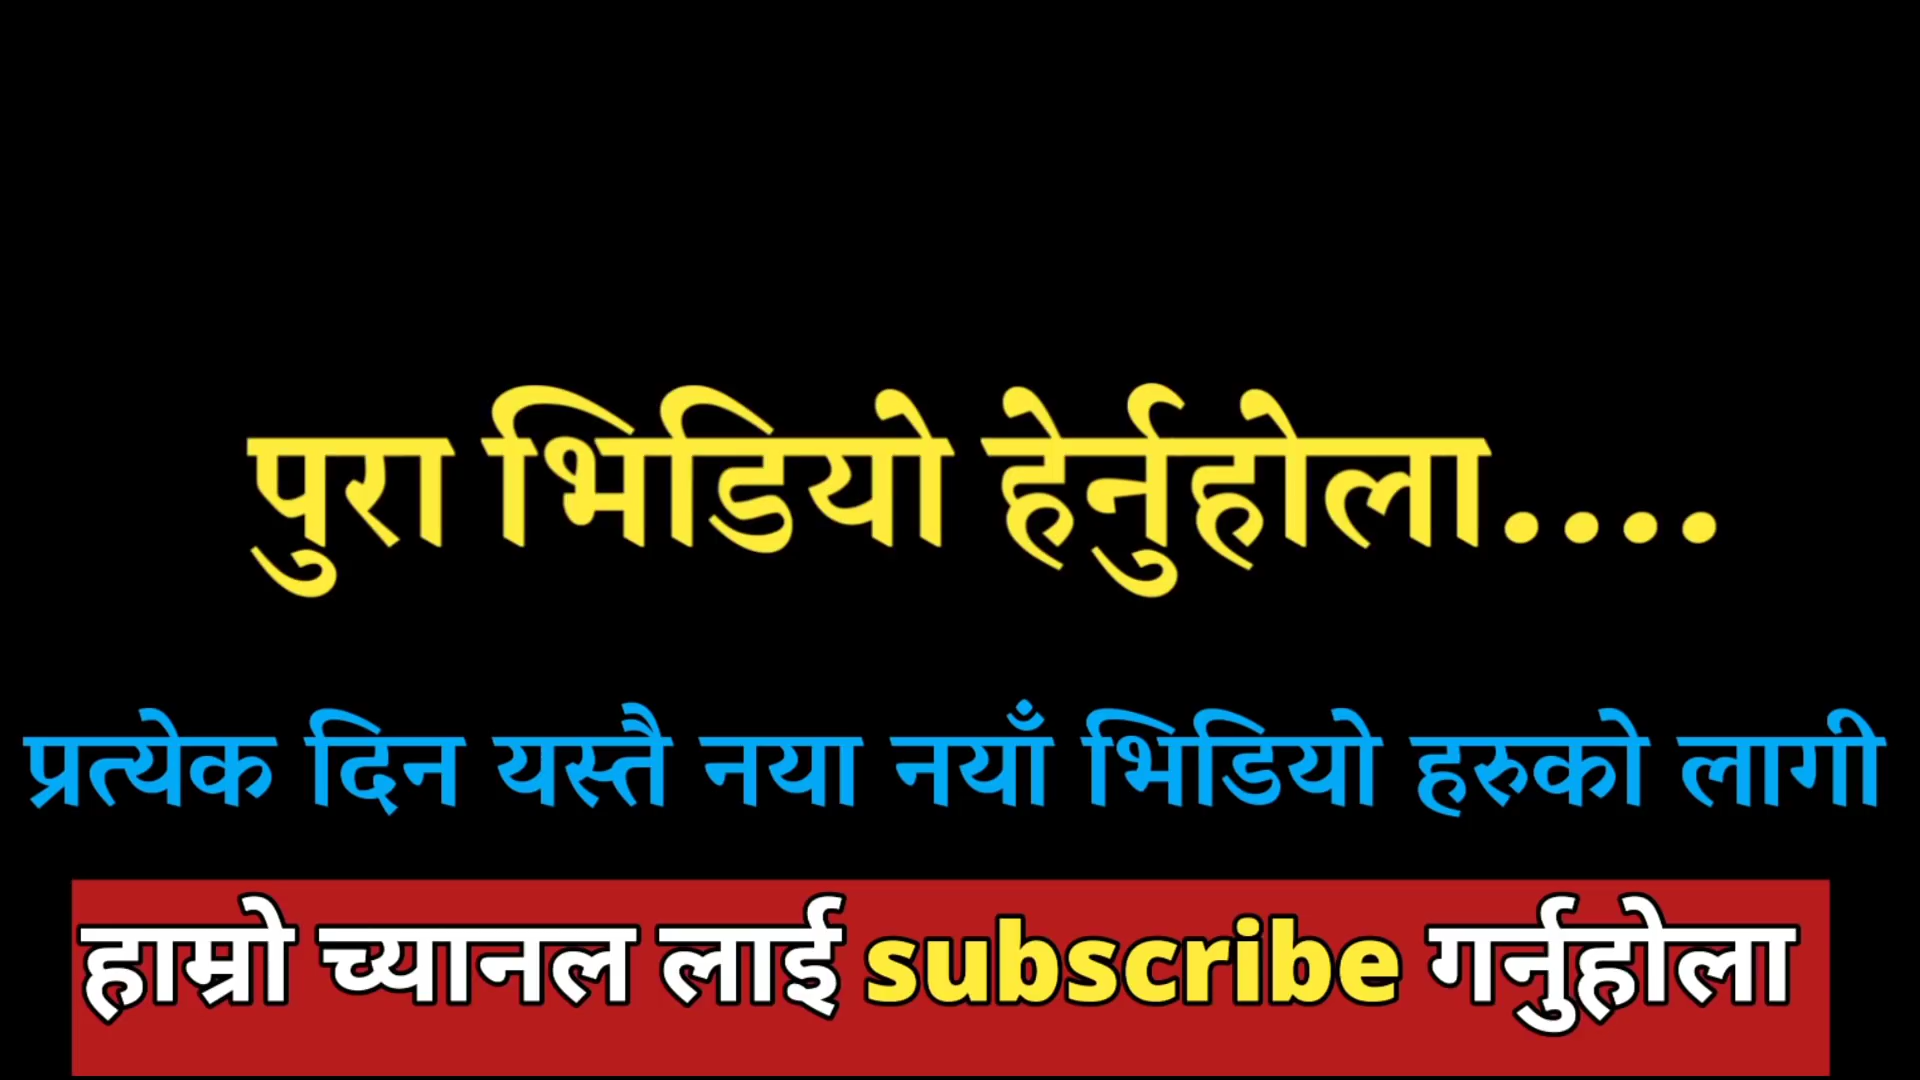 पुरा भिडियो हेर्नुहोला....
प्रत्येक दिन यस्तै नया नयाँ भिडियो हरुको लागी
हाम्रो च्यानल लाई subscribe गर्नुहोला